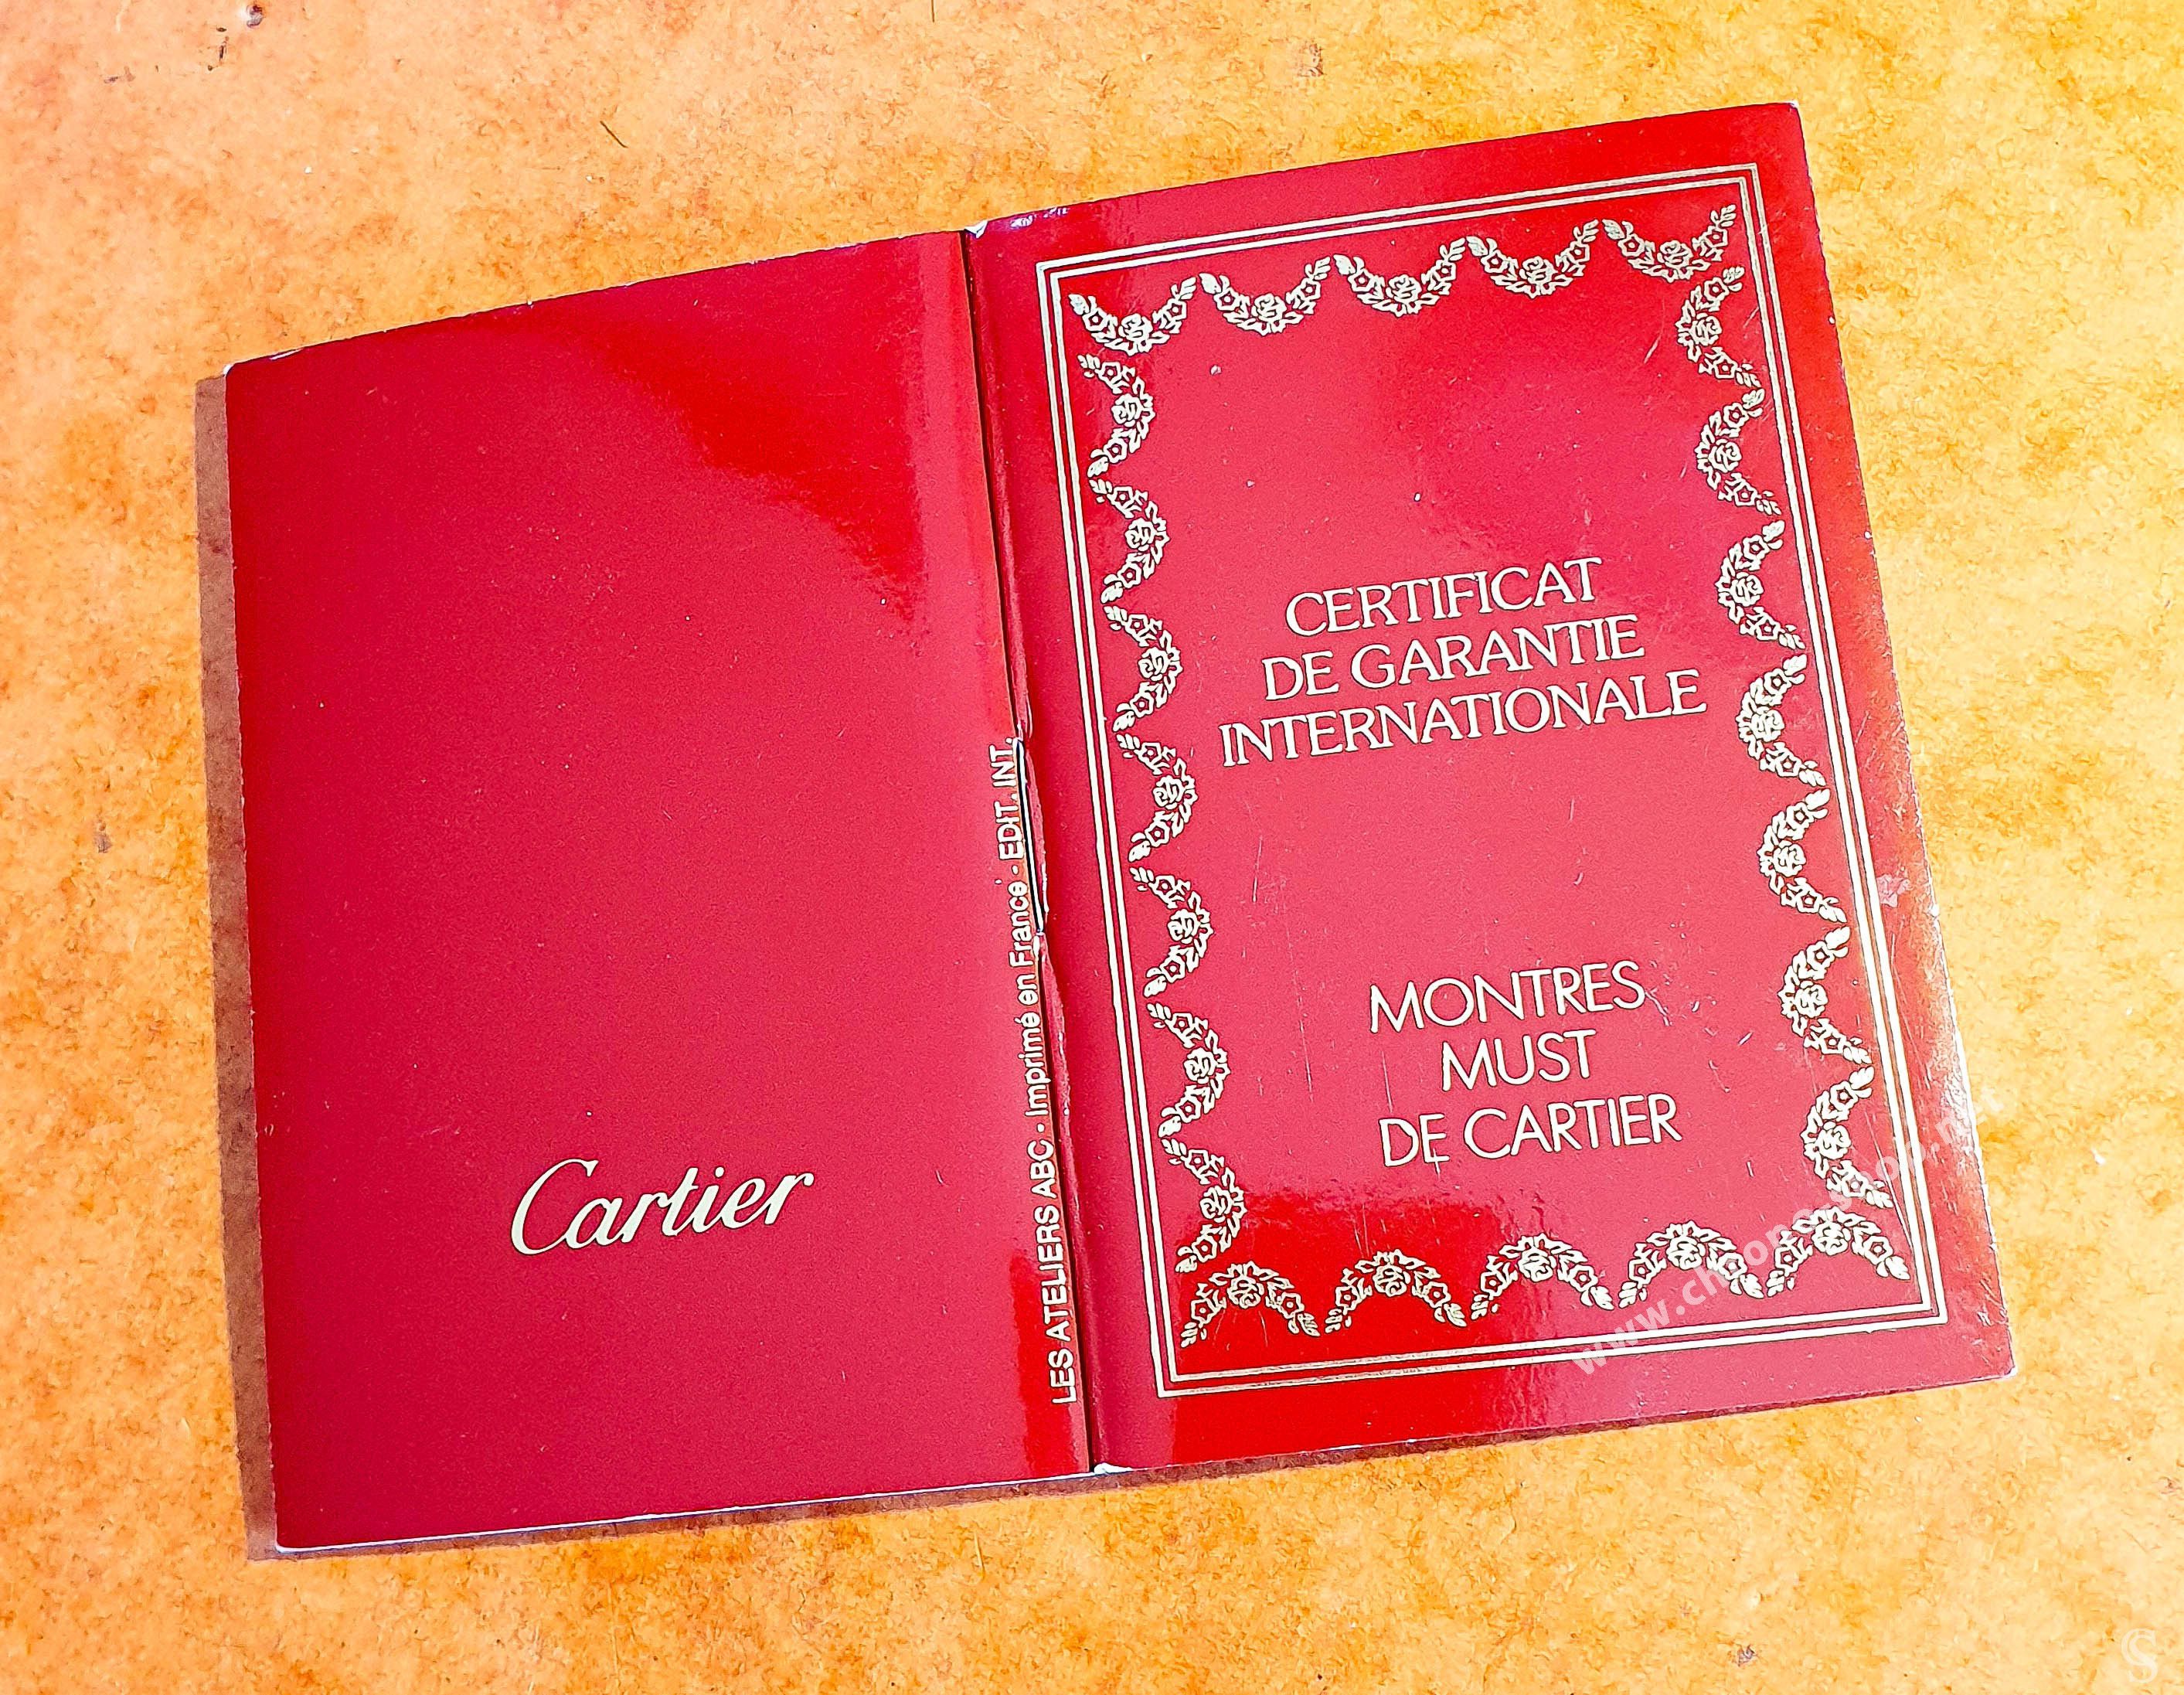 Cartier
LES ATELIERS ABC - Imprimé en France - EDIT. INT.
CERTIFICAT
DE GARANTIE
INTERNATIONALE
MONTRES
MUST
DE CARTIER